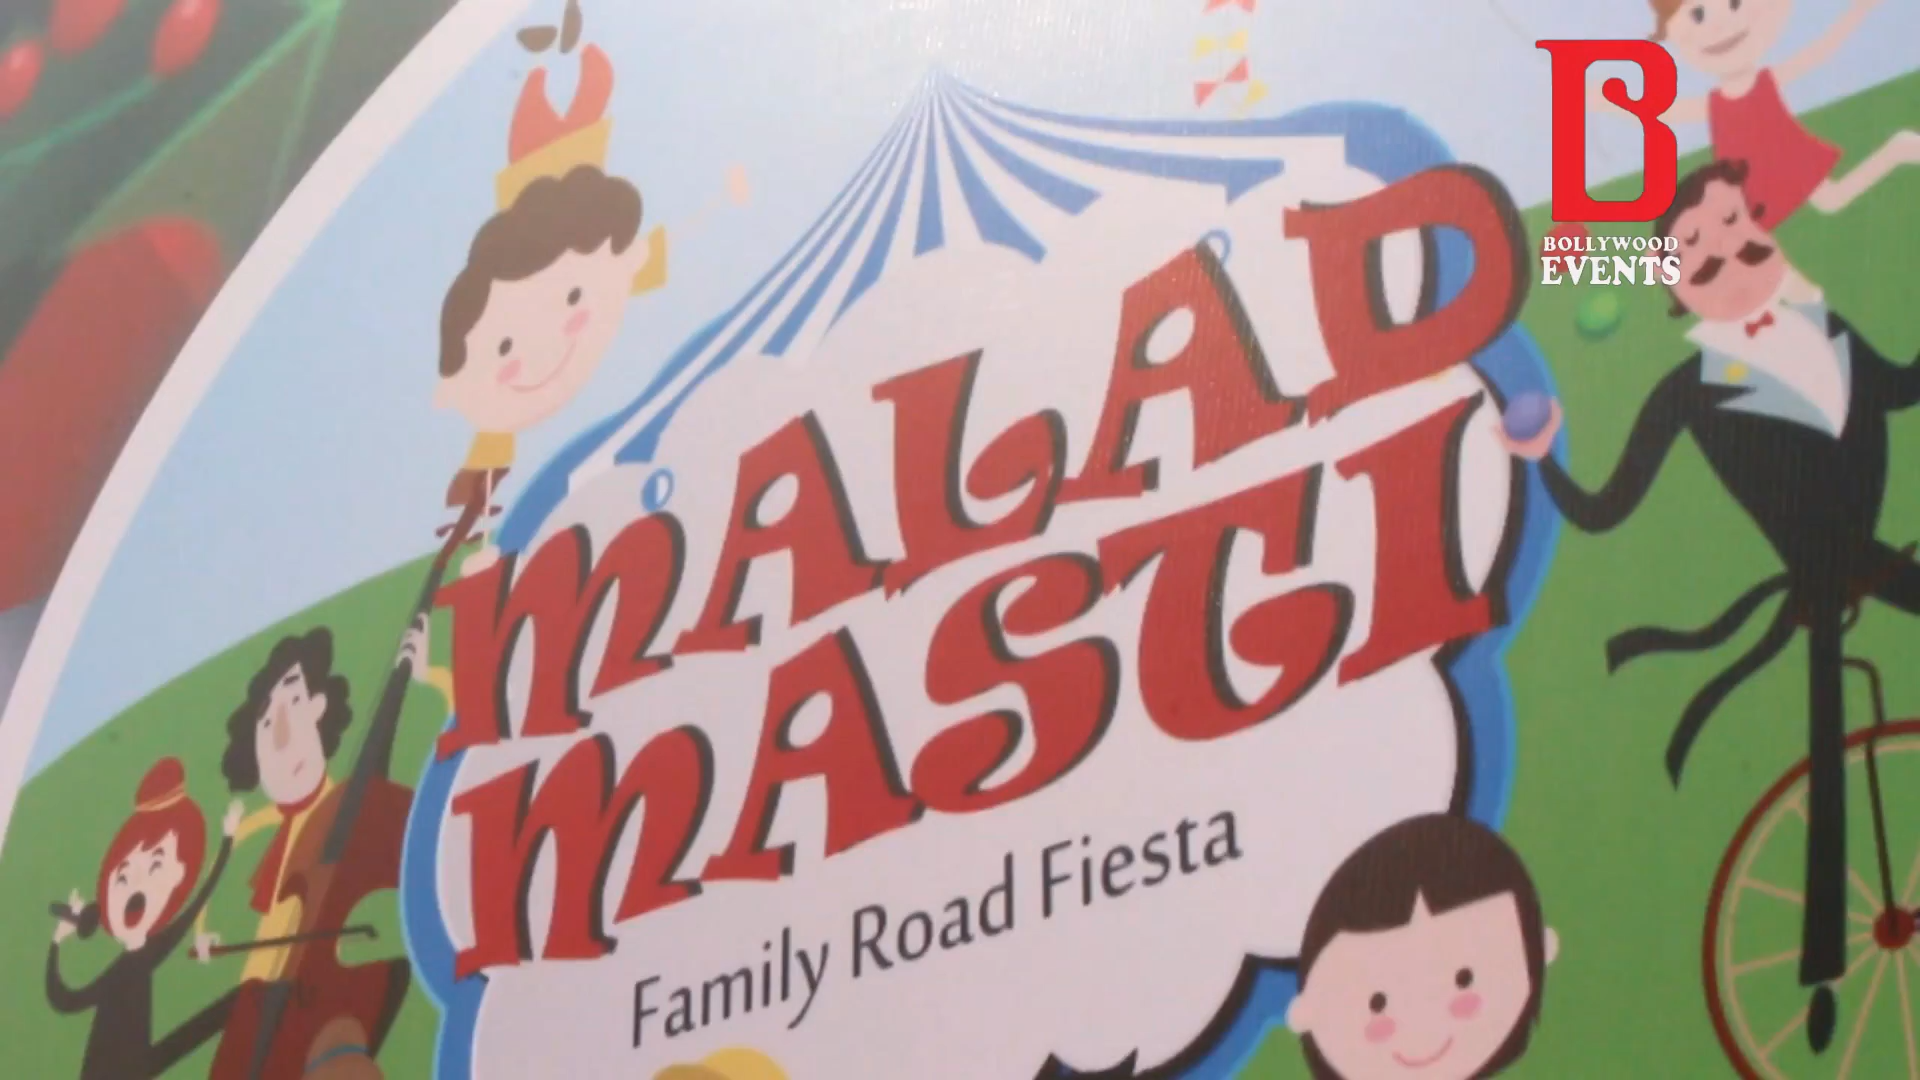 MALAD
MASTI
Family Road Fiesta
B
BOLLYWOOD
EVENTS